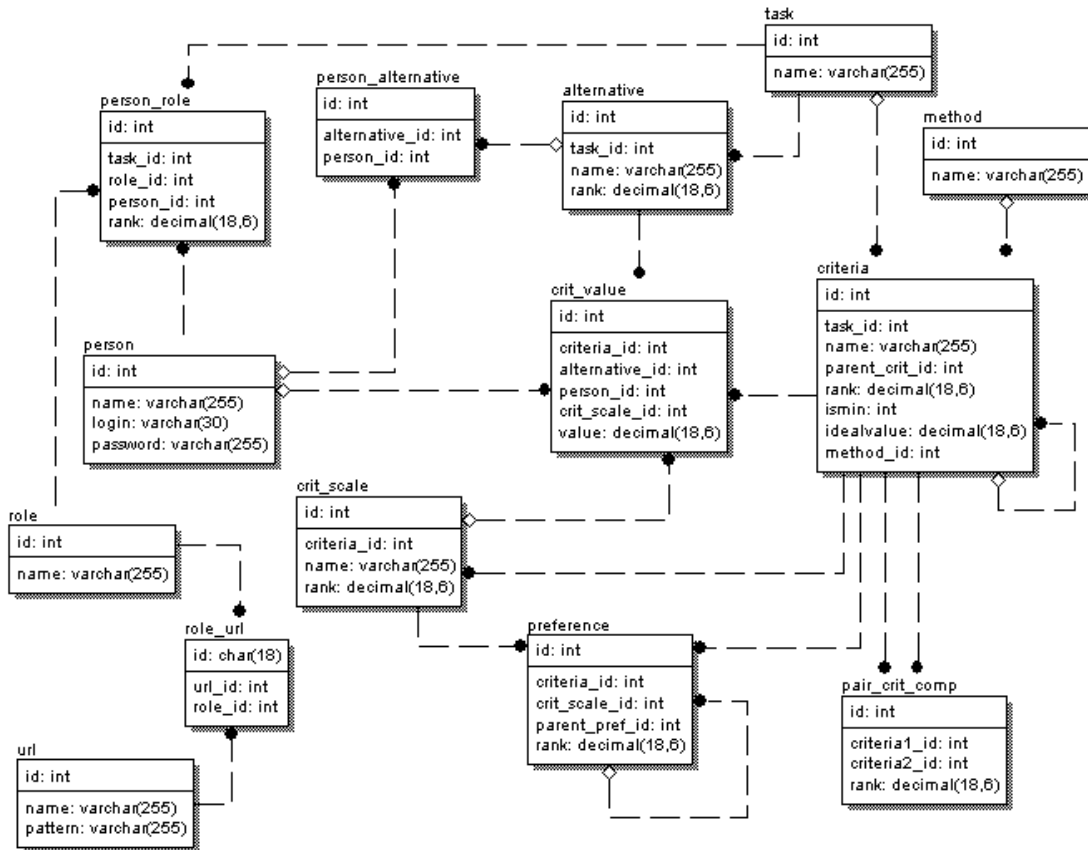 task
id: int
name: varchar(255)
person_alternative
id: int
alternative_id: int
person_id: int
person_role
id: int
task_id: int
role_id: int
person_id: int
rank: decimal(18,6)
alternative
id: int
task_id: int
name: varchar(255)
rank: decimal(18,6)
method
id: int
name: varchar(255)
criteria
id: int
task_id: int
name: varchar(255)
parent_crit_id: int
rank: decimal(18,6)
ismin: int
idealvalue: decimal(18,6)
method_id: int
crit_value
id: int
criteria_id: int
alternative_id: int
person_id: int
crit_scale_id: int
value: decimal(18,6)
person
id: int
name: varchar(255)
login: varchar(30)
password: varchar(255)
crit_scale
id: int
criteria_id: int
name: varchar(255)
rank: decimal(18,6)
role
id: int
name: varchar(255)
role_url
id: char(18)
url_id: int
role_id: int
preference
id: int
criteria_id: int
crit_scale_id: int
parent_pref_id: int
rank: decimal(18,6)
pair_crit_comp
id: int
criteria1_id: int
criteria2_id: int
rank: decimal(18,6)
url
id: int
name: varchar(255)
pattern: varchar(255)